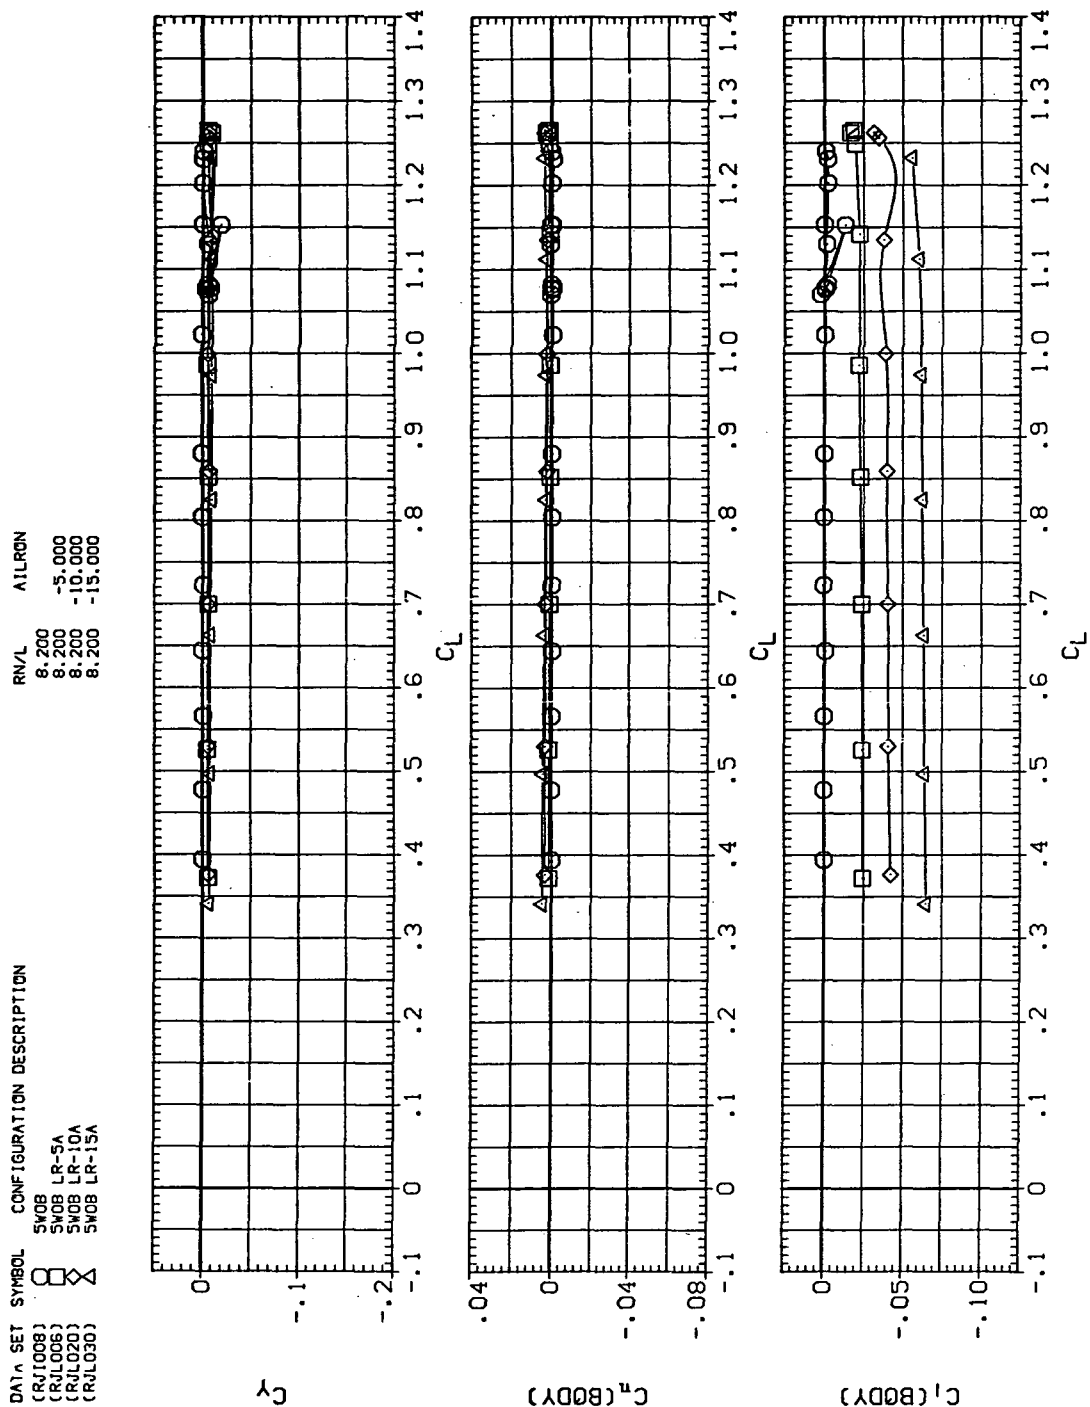 DATA SET SYMBOL CONFIGURATION DESCRIPTION RN/L AILRON
(RJI008) 5WOB 8.200
(RJL006) 5WOB LR-5A 8.200 -5.000
(RJL020) 5WOB LR-10A 8.200 -10.000
(RJL030) 5WOB LR-15A 8.200 -15.000
CY
0
-.1
-.2
-.1 0 .1 .2 .3 .4 .5 .6 .7 .8 .9 1.0 1.1 1.2 1.3 1.4
CL
Cn(BODY)
.04
0
-.04
-.08
-.1 0 .1 .2 .3 .4 .5 .6 .7 .8 .9 1.0 1.1 1.2 1.3 1.4
CL
Cl(BODY)
0
-.05
-.10
-.1 0 .1 .2 .3 .4 .5 .6 .7 .8 .9 1.0 1.1 1.2 1.3 1.4
CL